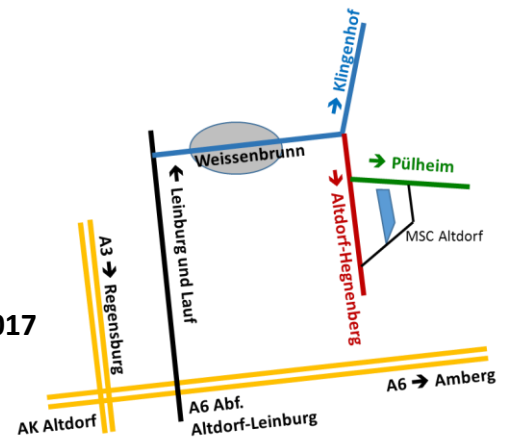 → Klingenhof
Weissenbrunn
→ Pülheim
← Leinburg und Lauf
→ Altdorf-Hegnenberg
MSC Altdorf
A3 → Regensburg
017
A6 → Amberg
AK Altdorf
A6 Abf.
Altdorf-Leinburg